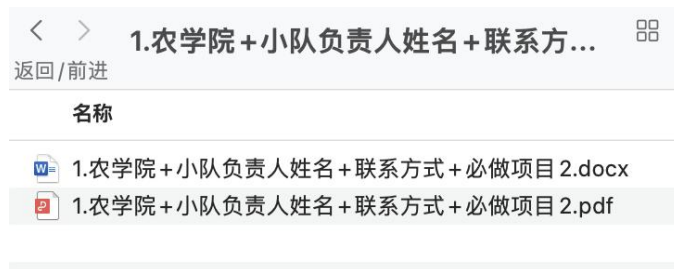 1.农学院+小队负责人姓名+联系方...
返回/前进
名称
1.农学院+小队负责人姓名+联系方式+必做项目2.docx
1.农学院+小队负责人姓名+联系方式+必做项目2.pdf